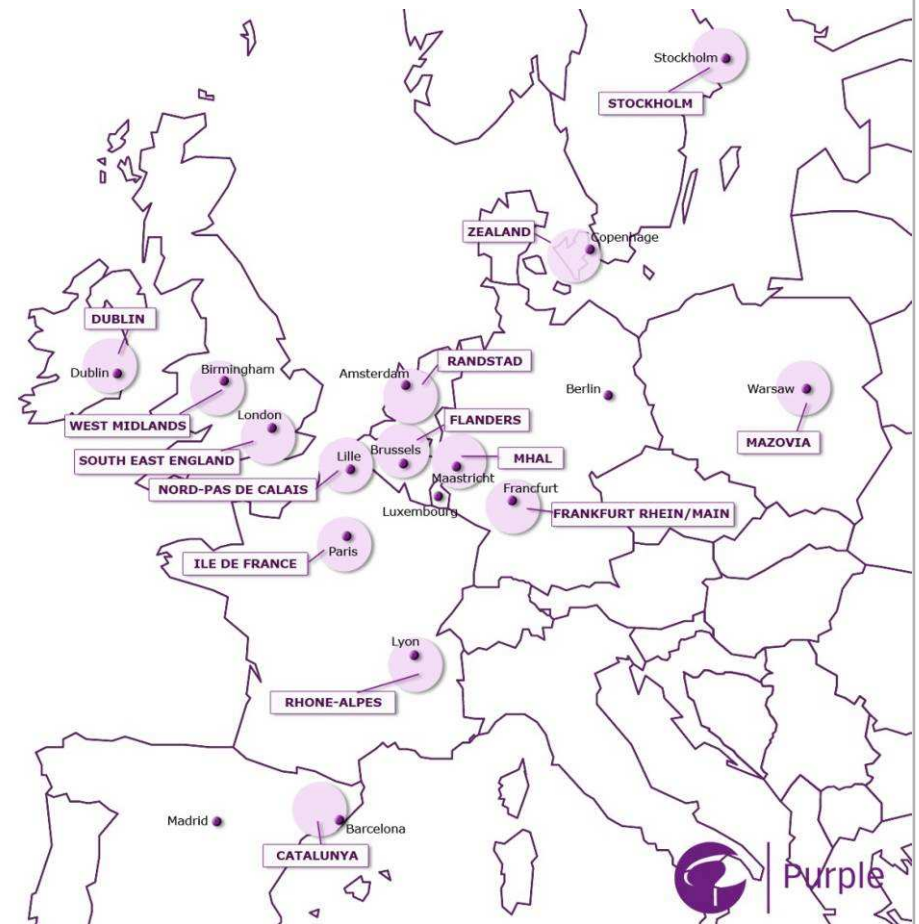 Stockholm
STOCKHOLM
ZEALAND
Copenhage
DUBLIN
Dublin
Birmingham
WEST MIDLANDS
London
SOUTH EAST ENGLAND
Amsterdam
RANDSTAD
Berlin
Warsaw
MAZOVIA
FLANDERS
Brussels
Lille
NORD-PAS DE CALAIS
MHAL
Maastricht
Luxembourg
Francfurt
FRANKFURT RHEIN/MAIN
Paris
ILE DE FRANCE
Lyon
RHONE-ALPES
Madrid
Barcelona
CATALUNYA
Purple